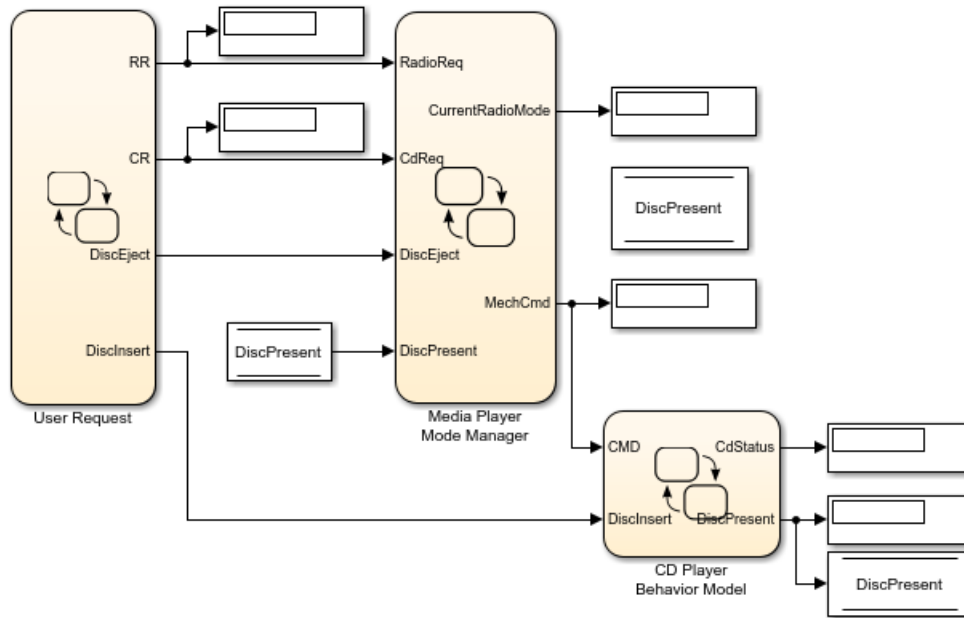 RR
RadioReq
CurrentRadioMode
CR
CdReq
DiscPresent
DiscEject
DiscEject
MechCmd
DiscInsert
DiscPresent
DiscPresent
User Request
Media Player
Mode Manager
CMD
CdStatus
DiscInsert
DiscPresent
CD Player
Behavior Model
DiscPresent